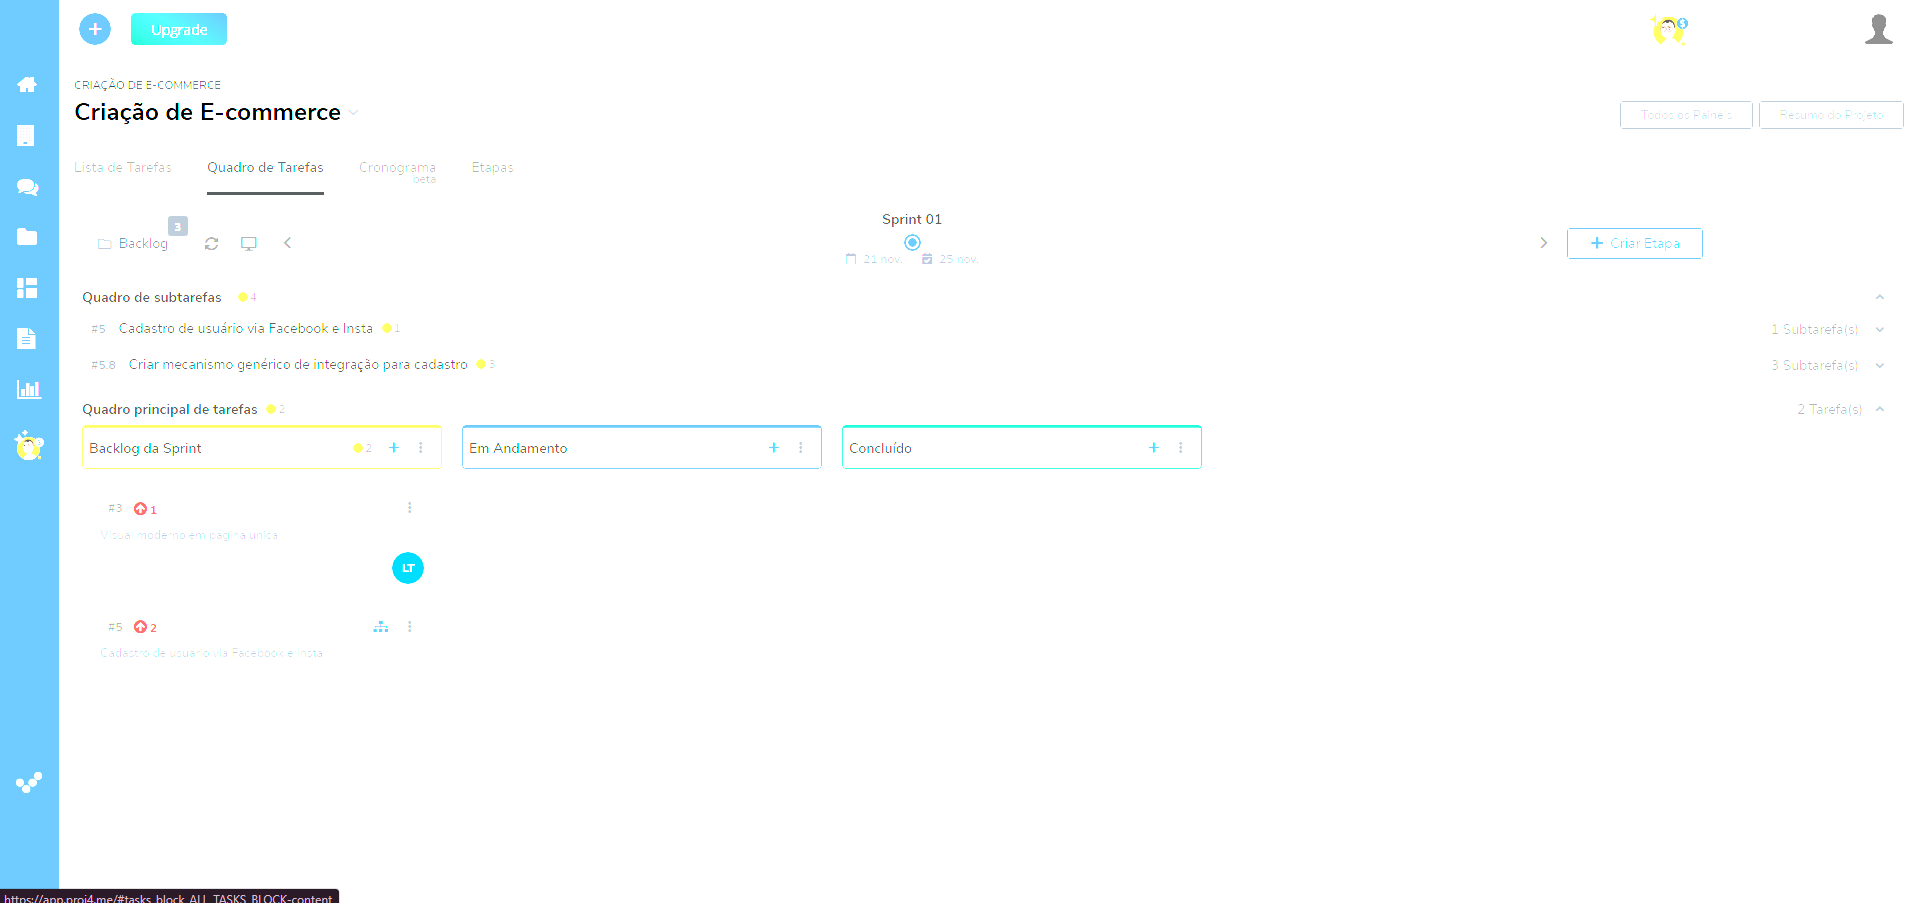 Upgrade
CRIAÇÃO DE E-COMMERCE
Criação de E-commerce
Todos os Painéis
Resumo do Projeto
Lista de Tarefas
Quadro de Tarefas
Cronograma
beta
Etapas
Sprint 01
Backlog 3
21 nov. 25 nov.
Criar Etapa
Quadro de subtarefas 4
#5 Cadastro de usuário via Facebook e Insta 1
1 Subtarefa(s)
#5.8 Criar mecanismo genérico de integração para cadastro 3
3 Subtarefa(s)
Quadro principal de tarefas 2
2 Tarefa(s)
Backlog da Sprint 2
Em Andamento
Concluído
#3 1
Visual moderno em página única
LT
#5 2
Cadastro de usuário via Facebook e Insta
https://app.proj4.me/#tasks_block_ALL_TASKS_BLOCK-content